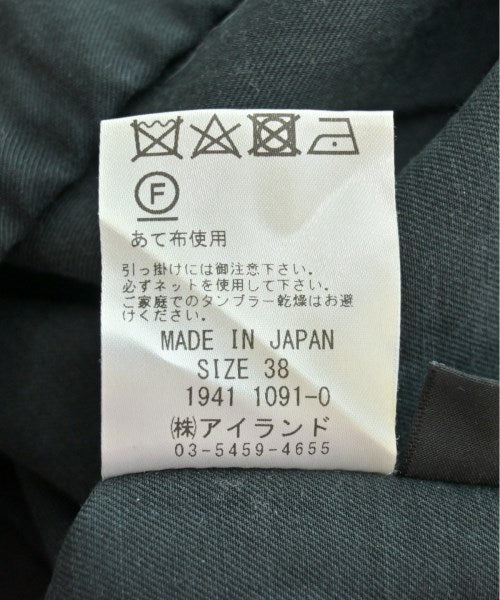 F
あて布使用
引っ掛けには御注意下さい。
必ずネットを使用して下さい。
ご家庭でのタンブラー乾燥はお避
けください。
MADE IN JAPAN
SIZE 38
1941 1091-0
㈱アイランド
03-5459-4655